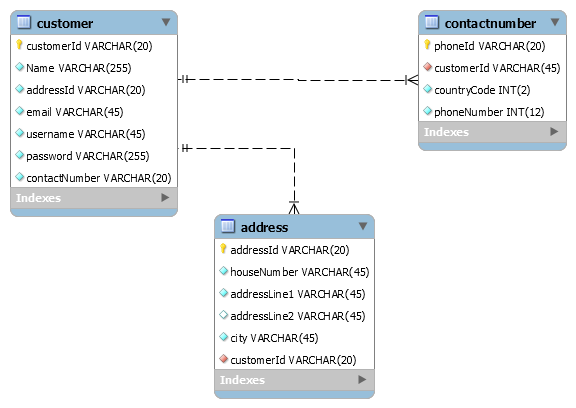 customer
customerId VARCHAR(20)
Name VARCHAR(255)
addressId VARCHAR(20)
email VARCHAR(45)
username VARCHAR(45)
password VARCHAR(255)
contactNumber VARCHAR(20)
Indexes
contactnumber
phoneId VARCHAR(20)
customerId VARCHAR(45)
countryCode INT(2)
phoneNumber INT(12)
Indexes
address
addressId VARCHAR(20)
houseNumber VARCHAR(45)
addressLine1 VARCHAR(45)
addressLine2 VARCHAR(45)
city VARCHAR(45)
customerId VARCHAR(20)
Indexes